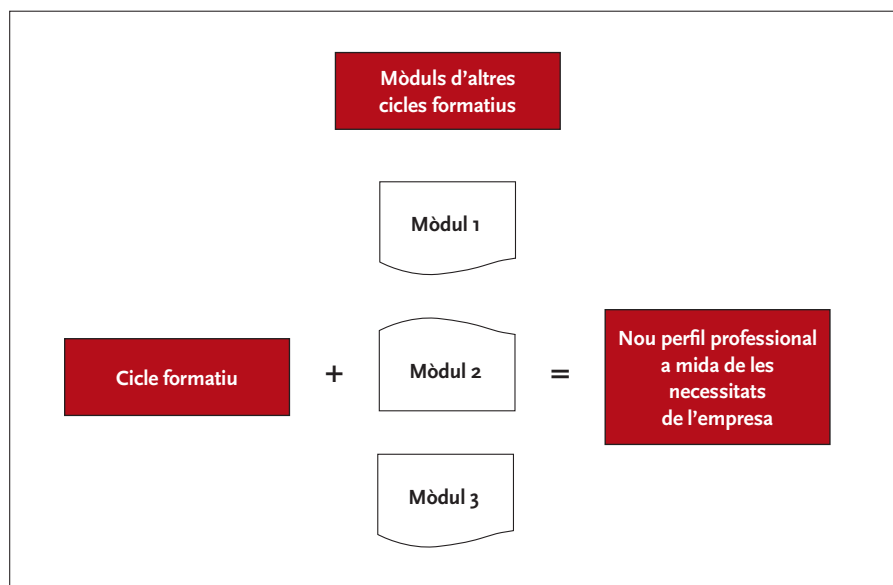 Mòduls d’altres
cicles formatius
Mòdul 1
Cicle formatiu
+
Mòdul 2
=
Nou perfil professional
a mida de les
necessitats
de l’empresa
Mòdul 3